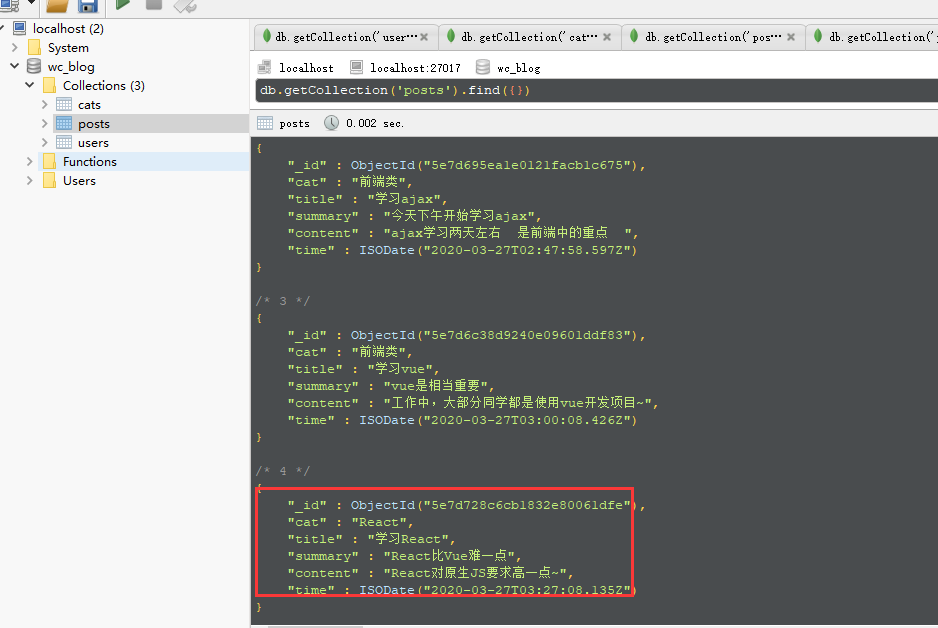 localhost (2)
System
wc_blog
Collections (3)
cats
posts
users
Functions
Users
db.getCollection('user… db.getCollection('cat… db.getCollection('pos… db.getCollection('
localhost localhost:27017 wc_blog
db.getCollection('posts').find({})
posts 0.002 sec.
{
"_id" : ObjectId("5e7d695ea1e0121facb1c675"),
"cat" : "前端类",
"title" : "学习ajax",
"summary" : "今天下午开始学习ajax",
"content" : "ajax学习两天左右  是前端中的重点  ",
"time" : ISODate("2020-03-27T02:47:58.597Z")
}
/* 3 */
{
"_id" : ObjectId("5e7d6c38d9240e09601ddf83"),
"cat" : "前端类",
"title" : "学习vue",
"summary" : "vue是相当重要",
"content" : "工作中，大部分同学都是使用vue开发项目~",
"time" : ISODate("2020-03-27T03:00:08.426Z")
}
/* 4 */
{
"_id" : ObjectId("5e7d728c6cb1832e80061dfe"),
"cat" : "React",
"title" : "学习React",
"summary" : "React比Vue难一点",
"content" : "React对原生JS要求高一点~",
"time" : ISODate("2020-03-27T03:27:08.135Z")
}